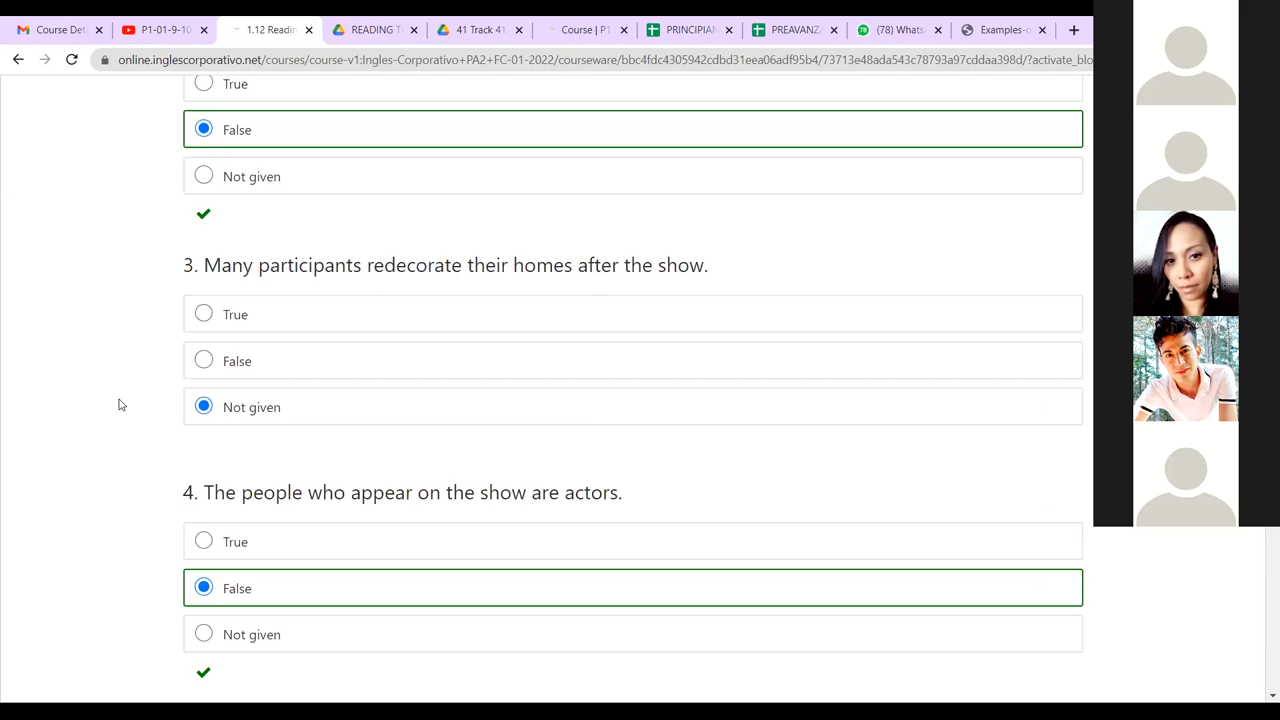 Course Det
P1-01-9-10
1.12 Readin
READING T
41 Track 41
Course | P1
PRINCIPIAN
PREAVANZA
(78) Whats
Examples-
online.inglescorporativo.net/courses/course-v1:Ingles-Corporativo+PA2+FC-01-2022/courseware/bbc4fdc4305942cdbd31eea06adf95b4/73713e48ada543c78793a97cddaa398d/?activate_blo
True
False
Not given
3. Many participants redecorate their homes after the show.
True
False
Not given
4. The people who appear on the show are actors.
True
False
Not given